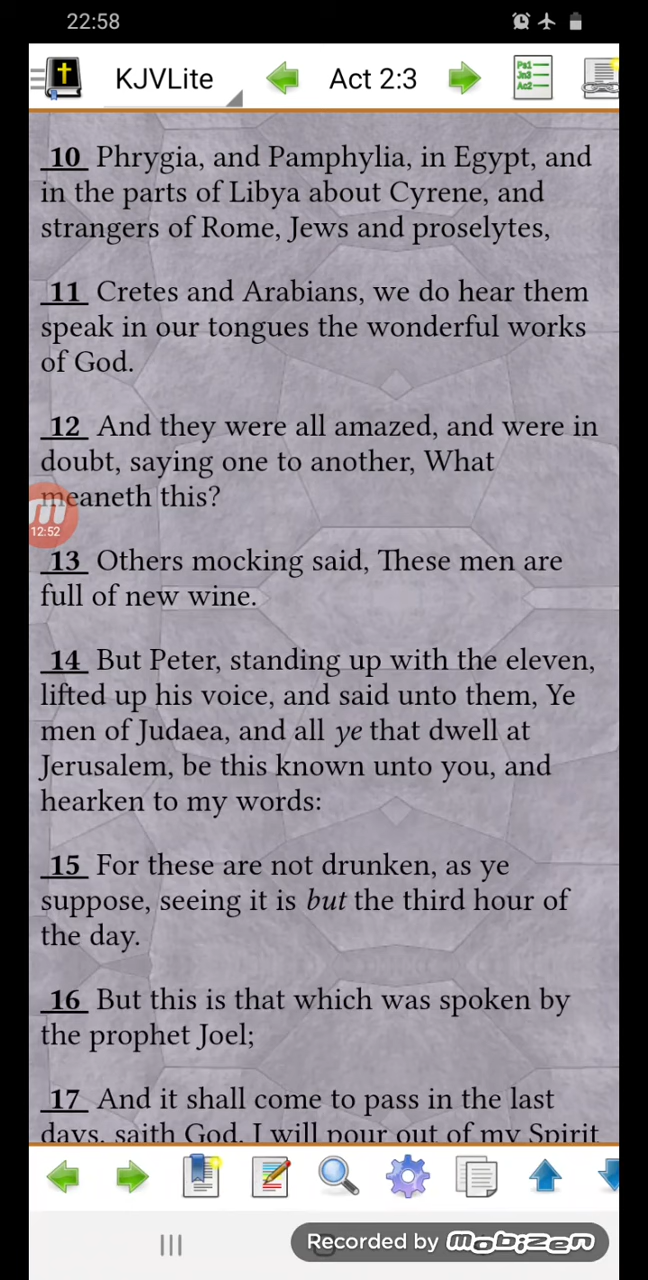 22:58
KJVLite
Act 2:3
Ps1
Jn3
Ac2
10 Phrygia, and Pamphylia, in Egypt, and
in the parts of Libya about Cyrene, and
strangers of Rome, Jews and proselytes,
11 Cretes and Arabians, we do hear them
speak in our tongues the wonderful works
of God.
12 And they were all amazed, and were in
doubt, saying one to another, What
meaneth this?
12:52
13 Others mocking said, These men are
full of new wine.
14 But Peter, standing up with the eleven,
lifted up his voice, and said unto them, Ye
men of Judaea, and all ye that dwell at
Jerusalem, be this known unto you, and
hearken to my words:
15 For these are not drunken, as ye
suppose, seeing it is but the third hour of
the day.
16 But this is that which was spoken by
the prophet Joel;
17 And it shall come to pass in the last
days, saith God, I will pour out of my Spirit
Recorded by mobizen